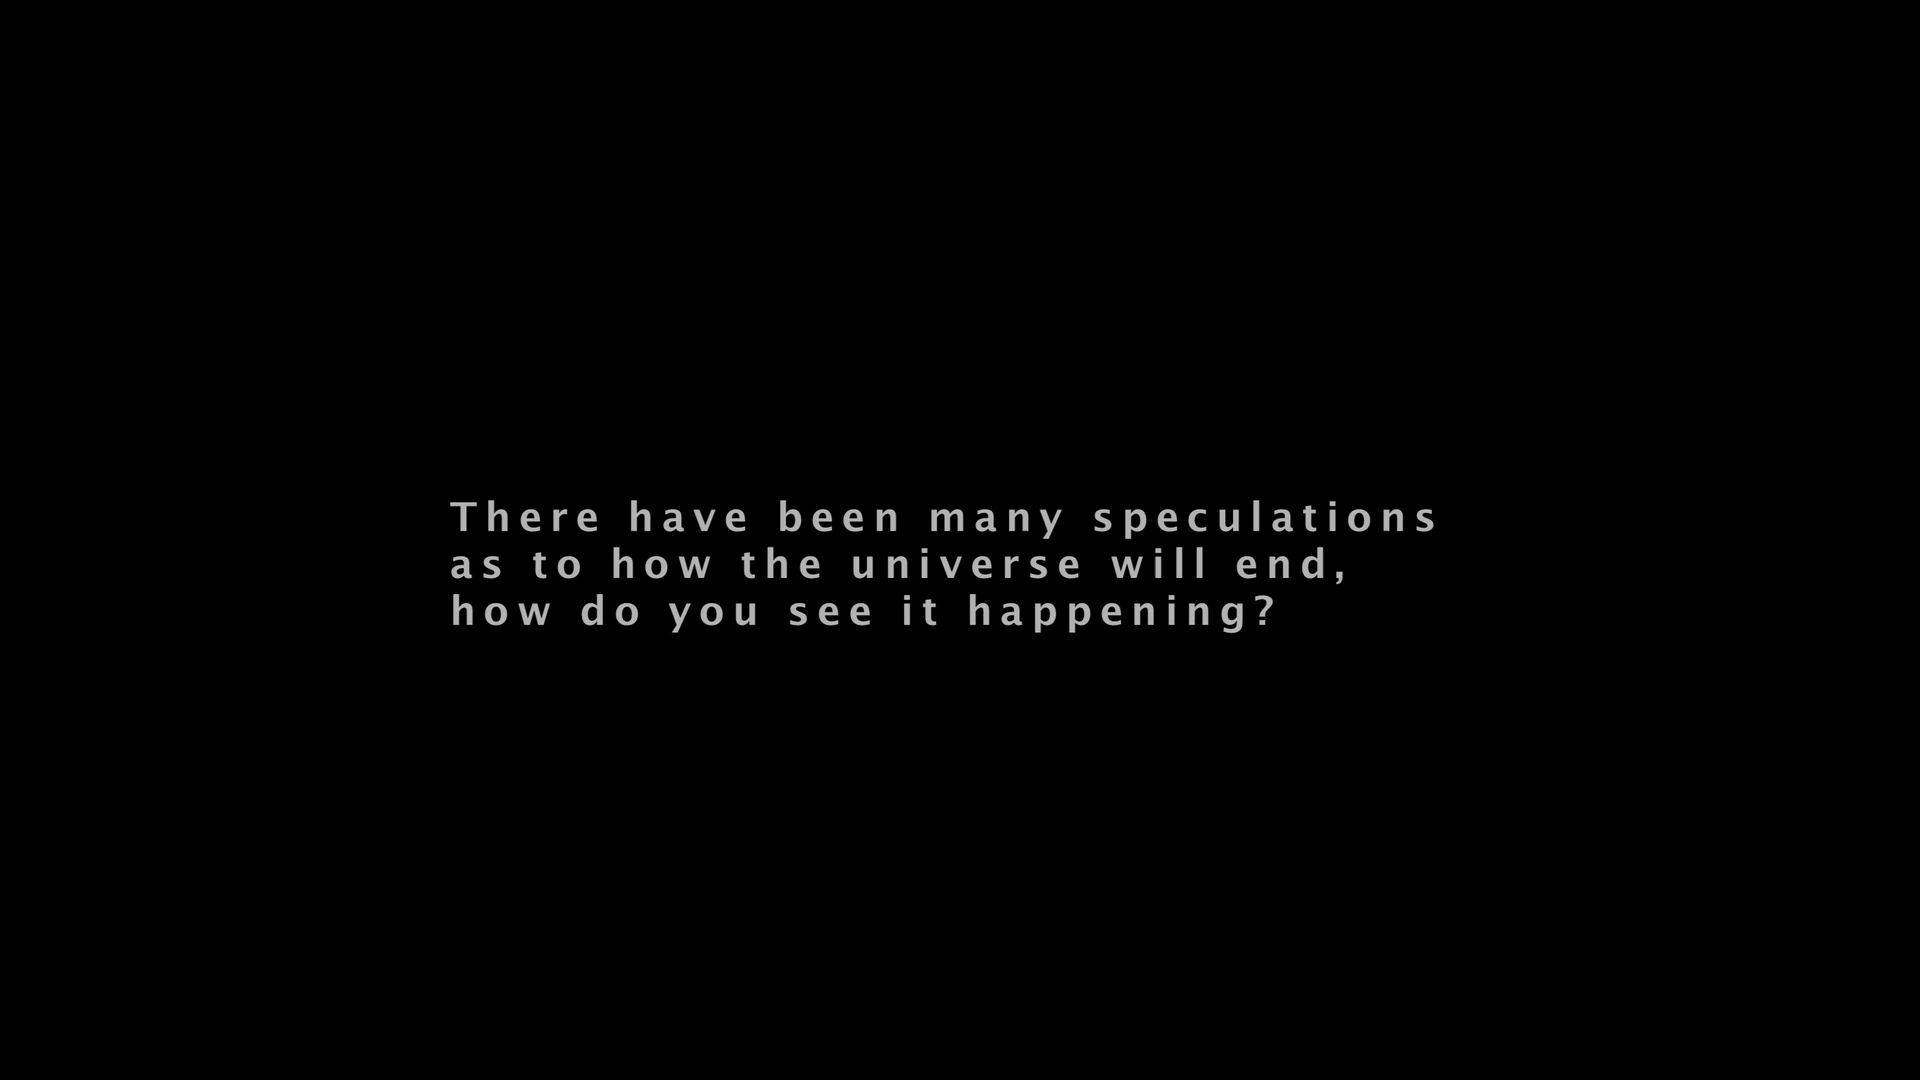 There have been many speculations
as to how the universe will end,
how do you see it happening?